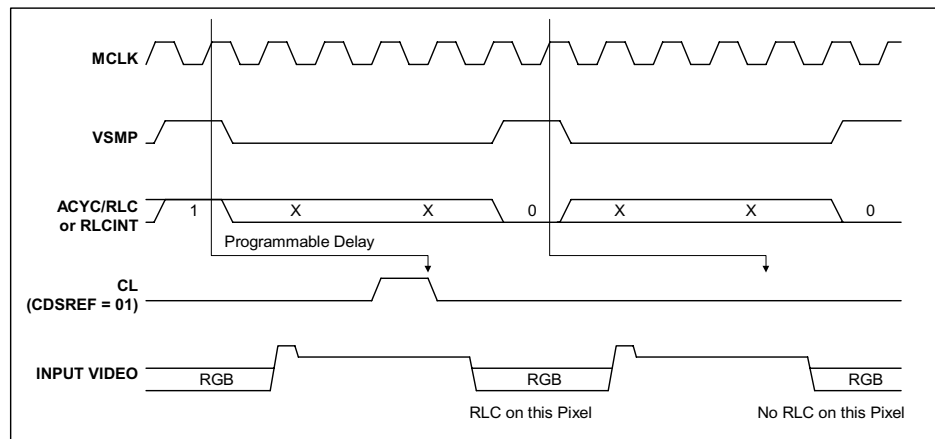 MCLK
VSMP
ACYC/RLC
or RLCINT
1 X X 0 X X 0
Programmable Delay
CL
(CDSREF = 01)
INPUT VIDEO
RGB RGB RGB
RLC on this Pixel No RLC on this Pixel